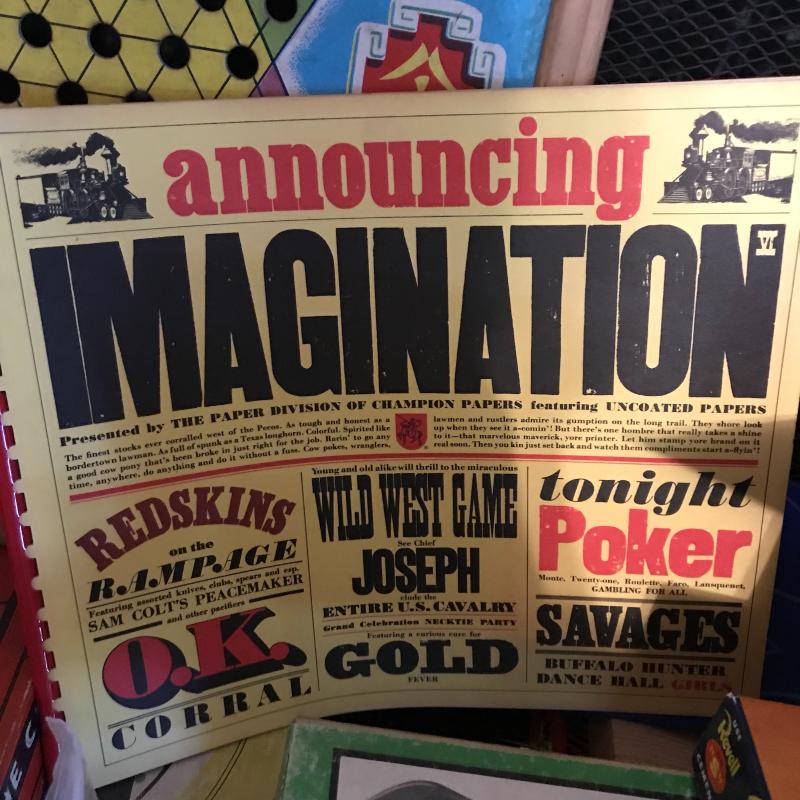 announcing
IMAGINATION VI
Presented by THE PAPER DIVISION OF CHAMPION PAPERS featuring UNCOATED PAPERS
The finest stocks ever corralled west of the Pecos. As tough and honest as a
bordertown lawman. As full of spunk as a Texas longhorn. Colorful. Spirited like
a good cow pony that's been broke in just right for the job. Rarin' to go any
time, anywhere, do anything and do it without a fuss. Cow pokes, wranglers,
lawmen and rustlers admire its gumption on the long trail. They shore look
up when they see it a-comin'! But there's one hombre that really takes a shine
to it—that marvelous maverick, yore printer. Let him stamp yore brand on it
real soon. Then you kin just set back and watch them compliments start a-flyin'!
REDSKINS
on the
RAMPAGE
Featuring assorted knives, clubs, spears and esp.
SAM COLT'S PEACEMAKER
and other pacifiers
O.K.
CORRAL
Young and old alike will thrill to the miraculous
WILD WEST GAME
See Chief
JOSEPH
elude the
ENTIRE U.S. CAVALRY
Grand Celebration NECKTIE PARTY
Featuring a curious cure for
GOLD
FEVER
tonight
Poker
Monte, Twenty-one, Roulette, Faro, Lansquenet,
GAMBLING FOR ALL
SAVAGES
BUFFALO HUNTER
DANCE HALL GIRLS
Revell